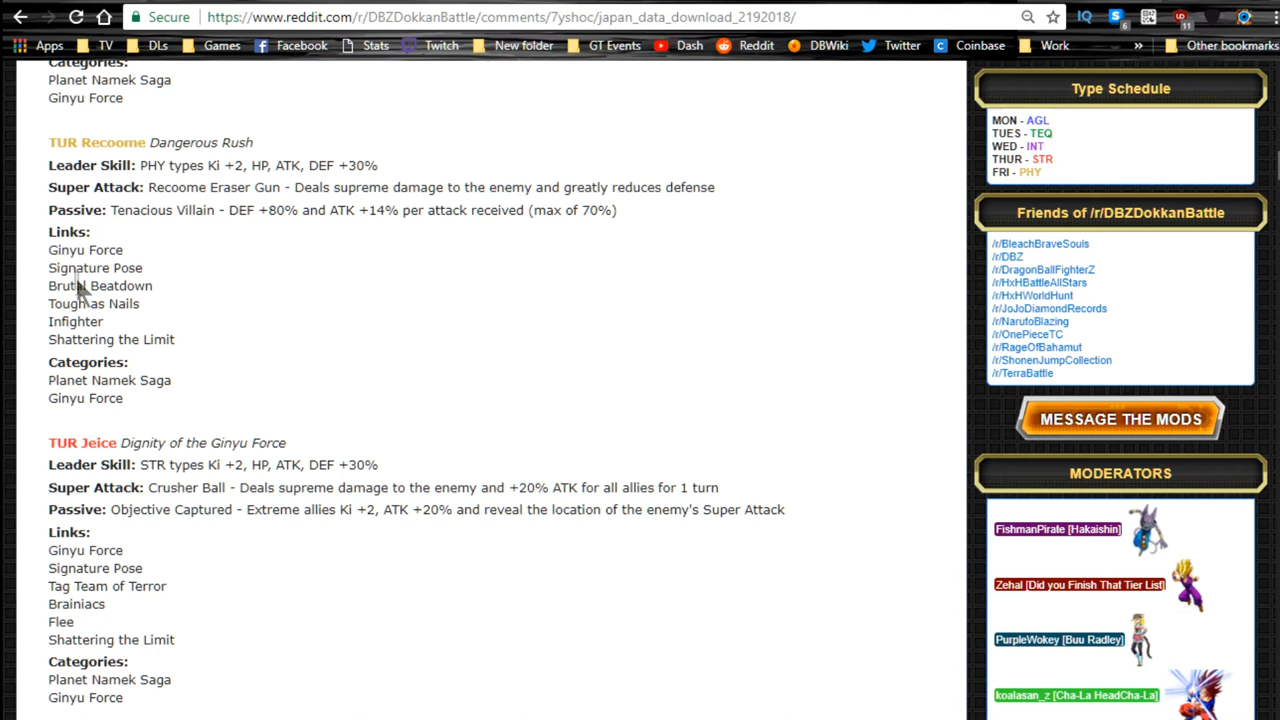 Secure https://www.reddit.com/r/DBZDokkanBattle/comments/7yshoc/japan_data_download_2192018/
Apps TV DLs Games Facebook Stats Twitch New folder GT Events Dash Reddit DBWiki Twitter Coinbase Work » Other bookmarks
Categories:
Planet Namek Saga
Ginyu Force
TUR Recoome Dangerous Rush
Leader Skill: PHY types Ki +2, HP, ATK, DEF +30%
Super Attack: Recoome Eraser Gun - Deals supreme damage to the enemy and greatly reduces defense
Passive: Tenacious Villain - DEF +80% and ATK +14% per attack received (max of 70%)
Links:
Ginyu Force
Signature Pose
Brutal Beatdown
Tough as Nails
Infighter
Shattering the Limit
Categories:
Planet Namek Saga
Ginyu Force
TUR Jeice Dignity of the Ginyu Force
Leader Skill: STR types Ki +2, HP, ATK, DEF +30%
Super Attack: Crusher Ball - Deals supreme damage to the enemy and +20% ATK for all allies for 1 turn
Passive: Objective Captured - Extreme allies Ki +2, ATK +20% and reveal the location of the enemy's Super Attack
Links:
Ginyu Force
Signature Pose
Tag Team of Terror
Brainiacs
Flee
Shattering the Limit
Categories:
Planet Namek Saga
Ginyu Force
Type Schedule
MON - AGL
TUES - TEQ
WED - INT
THUR - STR
FRI - PHY
Friends of /r/DBZDokkanBattle
/r/BleachBraveSouls
/r/DBZ
/r/DragonBallFighterZ
/r/HxHBattleAllStars
/r/HxHWorldHunt
/r/JoJoDiamondRecords
/r/NarutoBlazing
/r/OnePieceTC
/r/RageOfBahamut
/r/ShonenJumpCollection
/r/TerraBattle
MESSAGE THE MODS
MODERATORS
FishmanPirate [Hakaishin]
Zehal [Did you Finish That Tier List]
PurpleWokey [Buu Radley]
koalasan_z [Cha-La HeadCha-La]